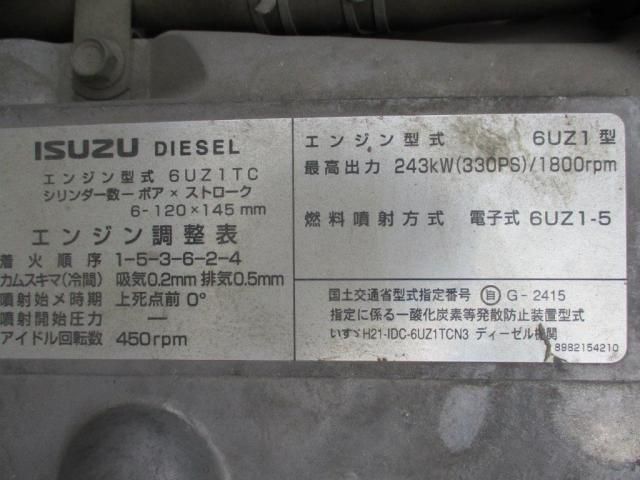 ISUZU DIESEL
エンジン型式 6UZ1TC
シリンダー数ーボア×ストローク
6-120×145mm
エンジン調整表
着火順序 1-5-3-6-2-4
カムスキマ(冷間) 吸気0.2mm 排気0.5mm
噴射始メ時期 上死点前 0°
噴射開始圧力 ―
アイドル回転数 450rpm
エンジン型式 6UZ1型
最高出力 243kW(330PS)/1800rpm
燃料噴射方式 電子式 6UZ1-5
国土交通省型式指定番号 自 G-2415
指定に係る一酸化炭素等発散防止装置型式
いすゞH21-IDC-6UZ1TCN3 ディーゼル機関
8982154210